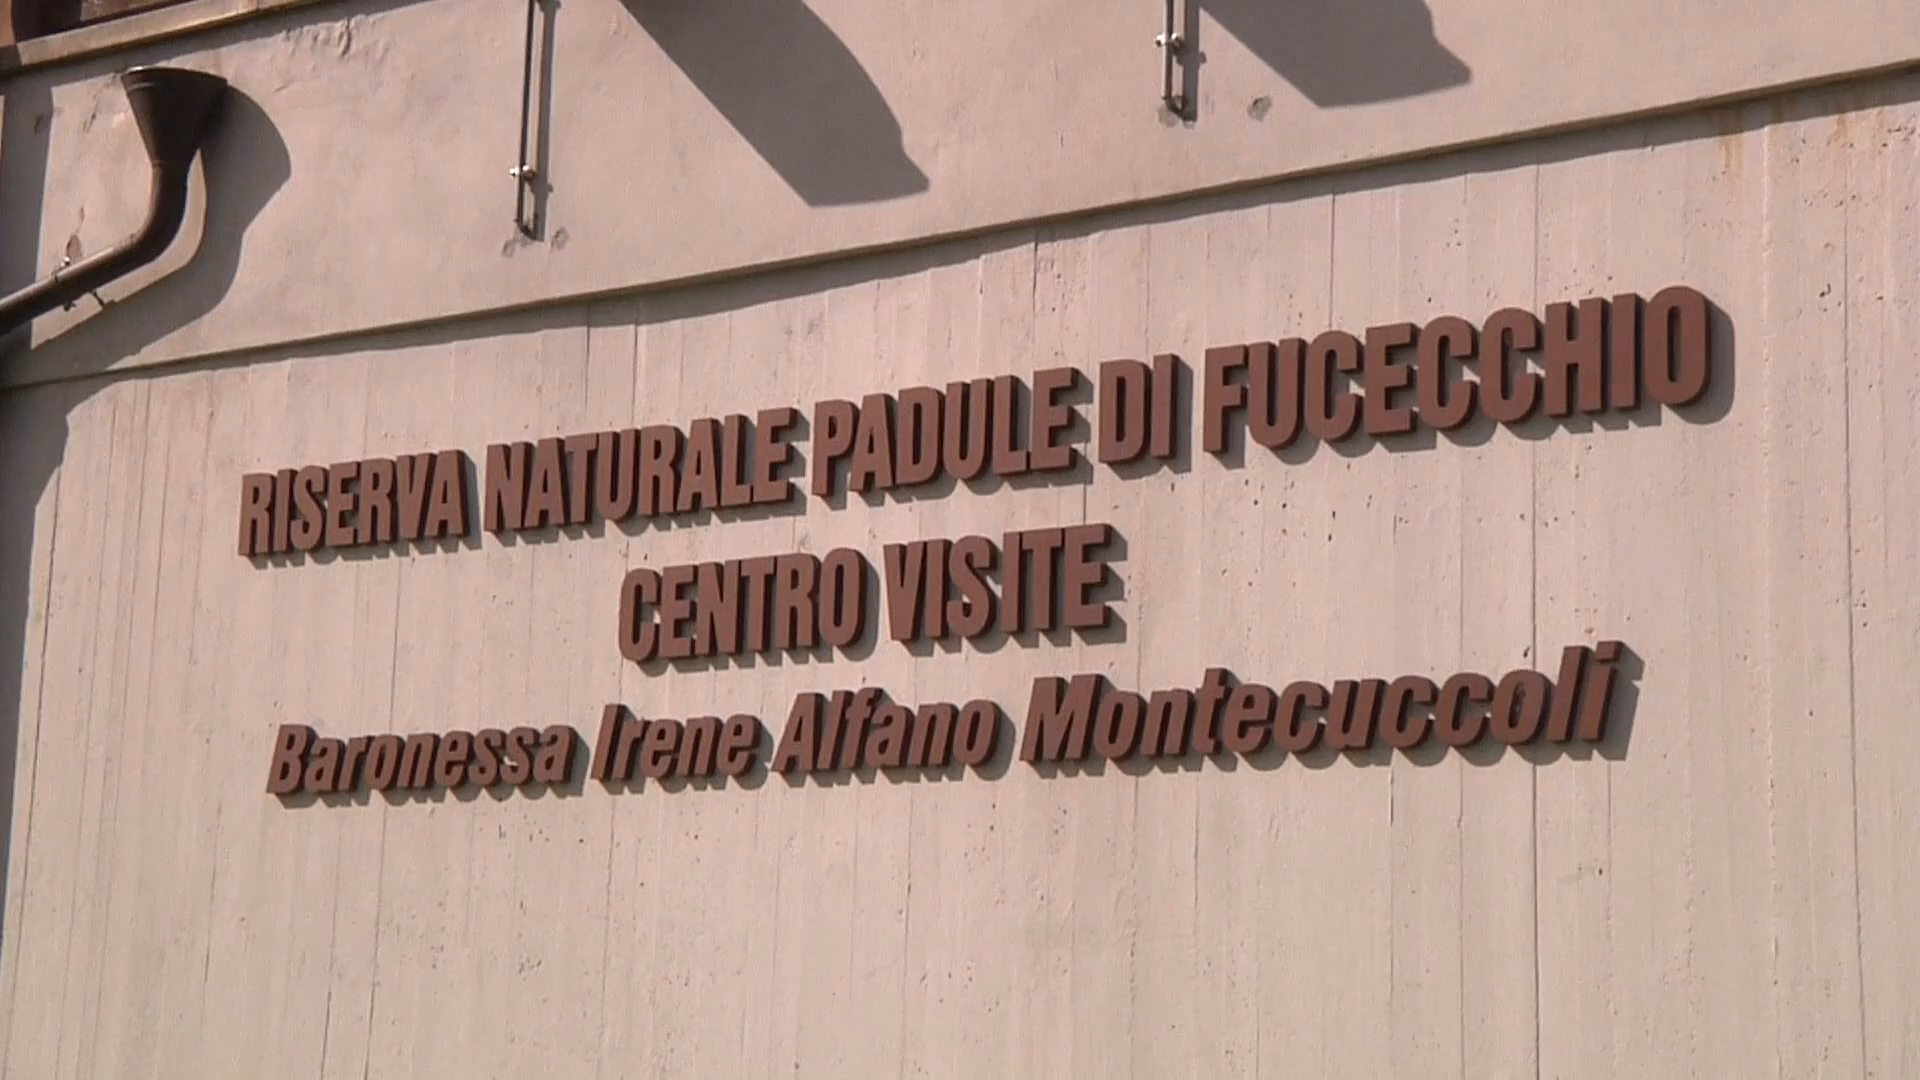 RISERVA NATURALE PADULE DI FUCECCHIO
CENTRO VISITE
Baronessa Irene Alfano Montecuccoli